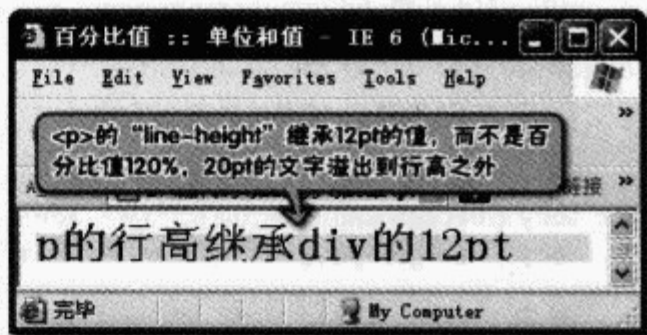 百分比值 :: 单位和值 - IE 6 (Mic...
File Edit View Favorites Tools Help
<p>的“line-height”继承12pt的值，而不是百
分比值120%，20pt的文字溢出到行高之外
链接
p的行高继承div的12pt
完毕 My Computer